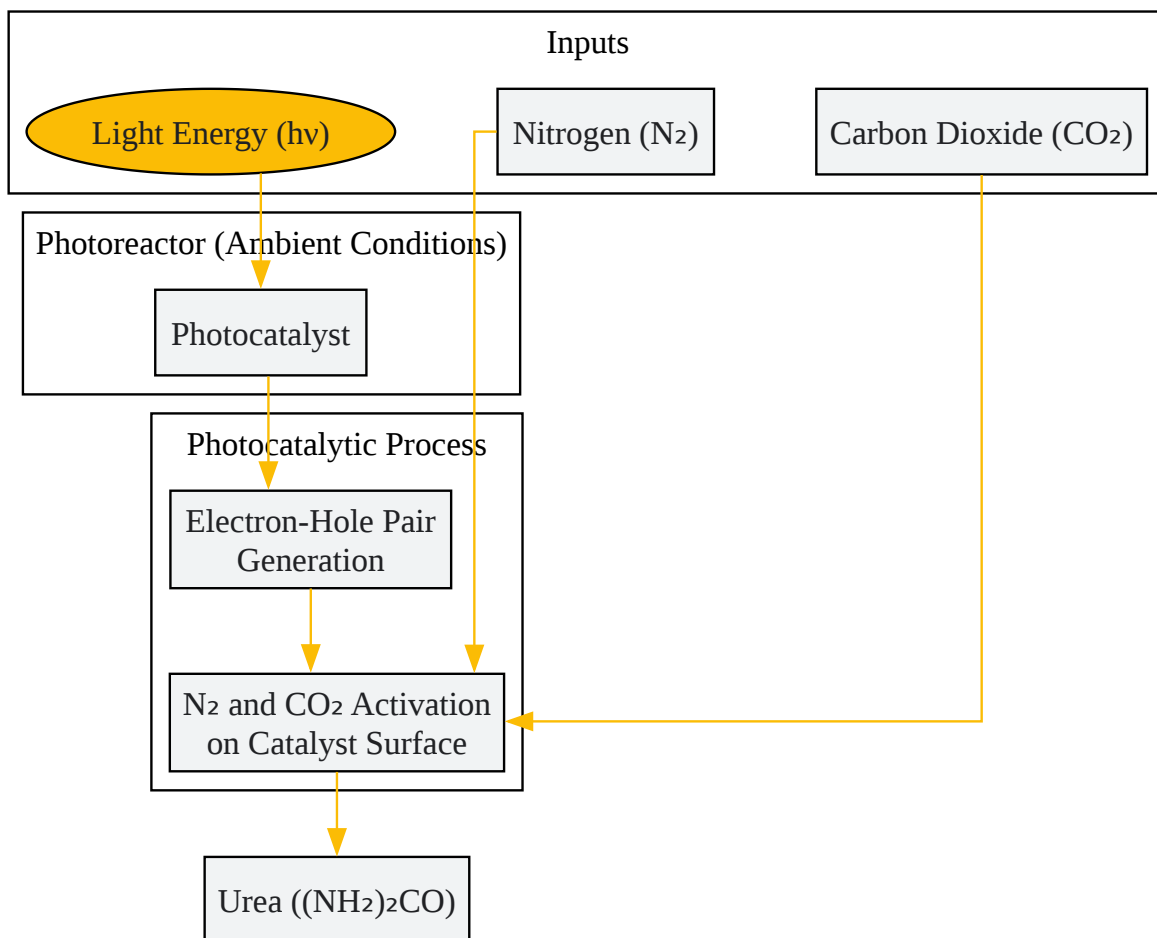 Inputs
Light Energy (hν)
Nitrogen (N₂)
Carbon Dioxide (CO₂)
Photoreactor (Ambient Conditions)
Photocatalyst
Photocatalytic Process
Electron-Hole Pair
Generation
N₂ and CO₂ Activation
on Catalyst Surface
Urea ((NH₂)₂CO)